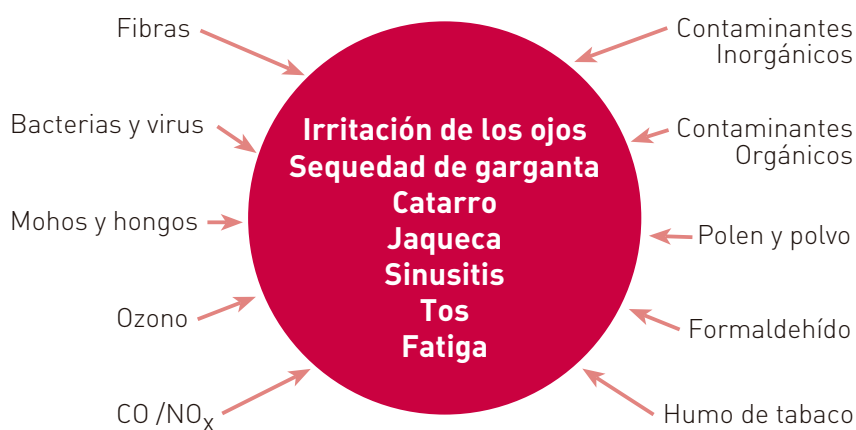 Fibras
Bacterias y virus
Mohos y hongos
Ozono
CO /NOx
Irritación de los ojos
Sequedad de garganta
Catarro
Jaqueca
Sinusitis
Tos
Fatiga
Contaminantes
Inorgánicos
Contaminantes
Orgánicos
Polen y polvo
Formaldehído
Humo de tabaco